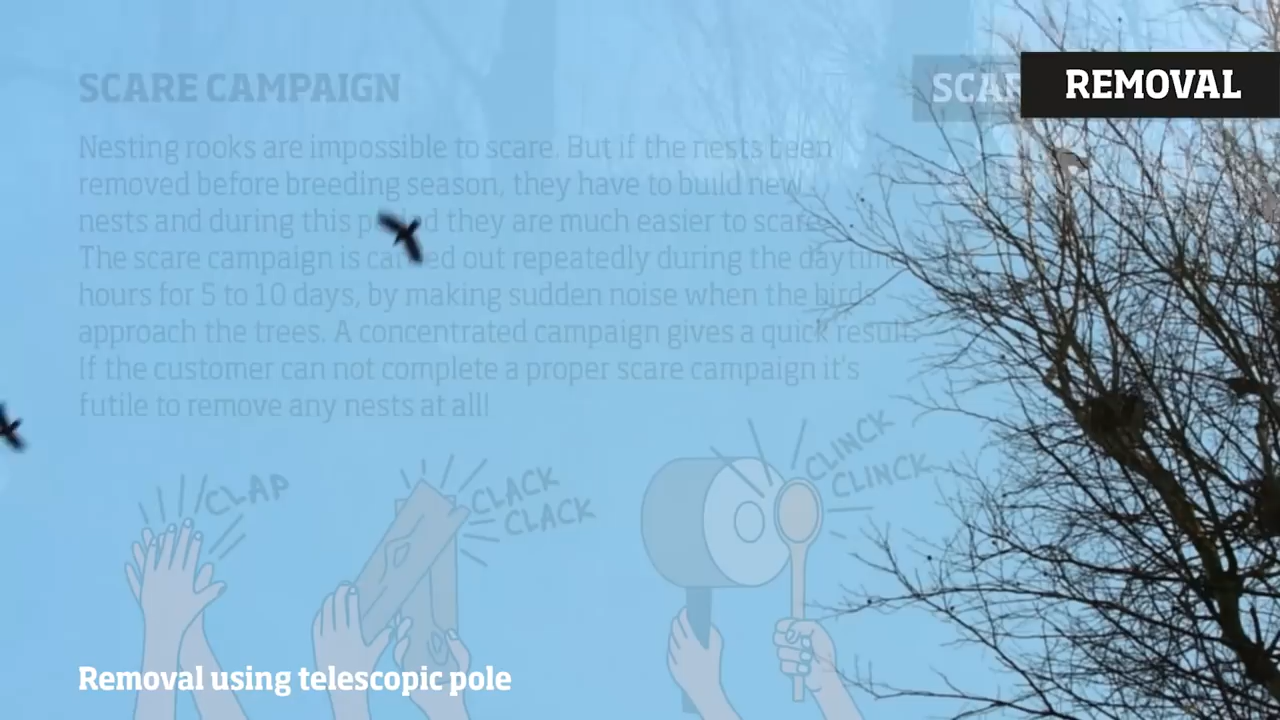 SCARE CAMPAIGN
SCAR
REMOVAL
Nesting rooks are impossible to scare. But if the nests been
removed before breeding season, they have to build new
nests and during this period they are much easier to scare.
The scare campaign is carried out repeatedly during the daytime
hours for 5 to 10 days, by making sudden noise when the birds
approach the trees. A concentrated campaign gives a quick result.
If the customer can not complete a proper scare campaign it's
futile to remove any nests at all!
CLAP
CLACK
CLACK
CLINCK
CLINCK
Removal using telescopic pole